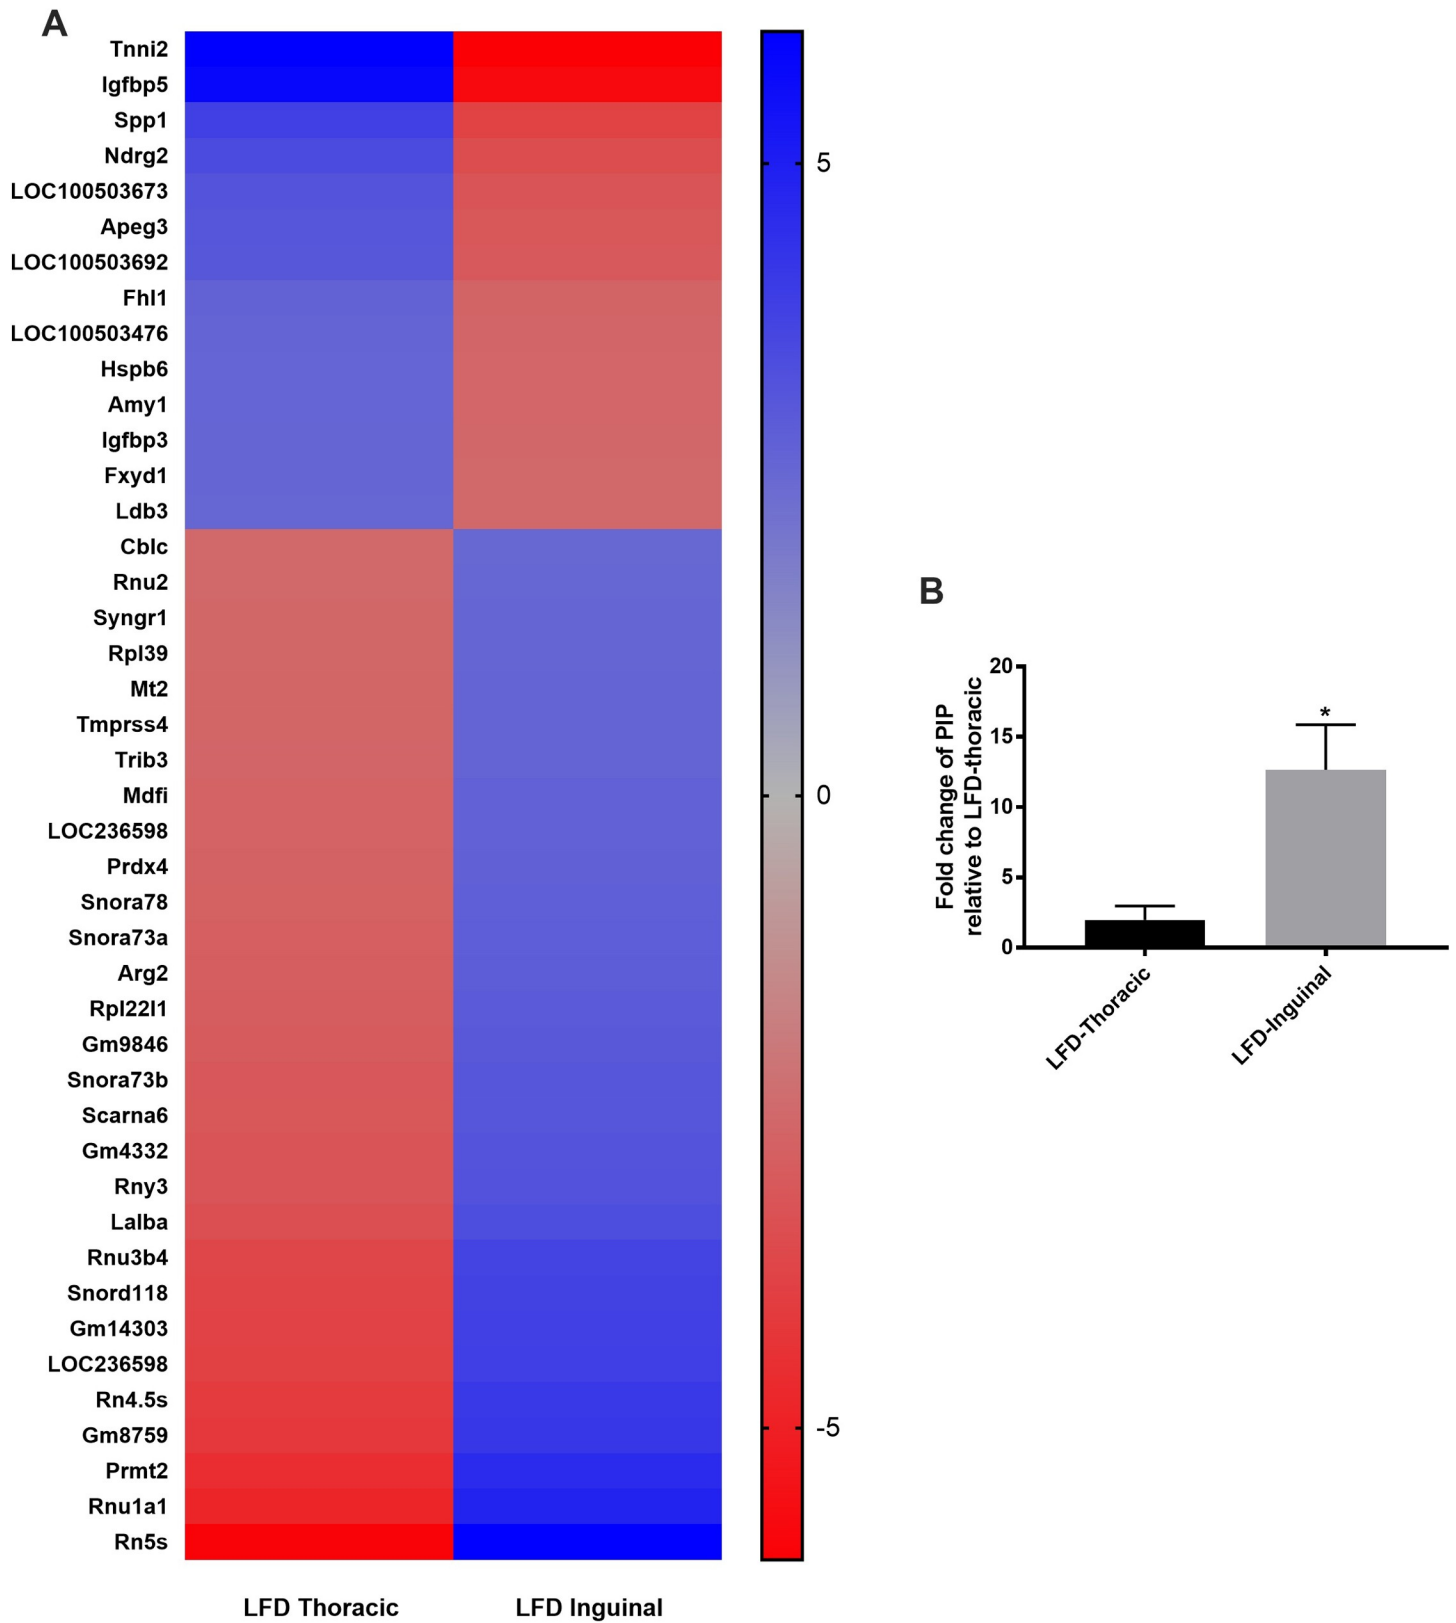 A
Tnni2
Igfbp5
Spp1
Ndrg2
LOC100503673
Apeg3
LOC100503692
Fhl1
LOC100503476
Hspb6
Amy1
Igfbp3
Fxyd1
Ldb3
Cblc
Rnu2
Syngr1
Rpl39
Mt2
Tmprss4
Trib3
Mdfi
LOC236598
Prdx4
Snora78
Snora73a
Arg2
Rpl22l1
Gm9846
Snora73b
Scarna6
Gm4332
Rny3
Lalba
Rnu3b4
Snord118
Gm14303
LOC236598
Rn4.5s
Gm8759
Prmt2
Rnu1a1
Rn5s
LFD Thoracic
LFD Inguinal
5
0
-5
B
Fold change of PIP
relative to LFD-thoracic
20
15
10
5
0
*
LFD-Thoracic
LFD-Inguinal